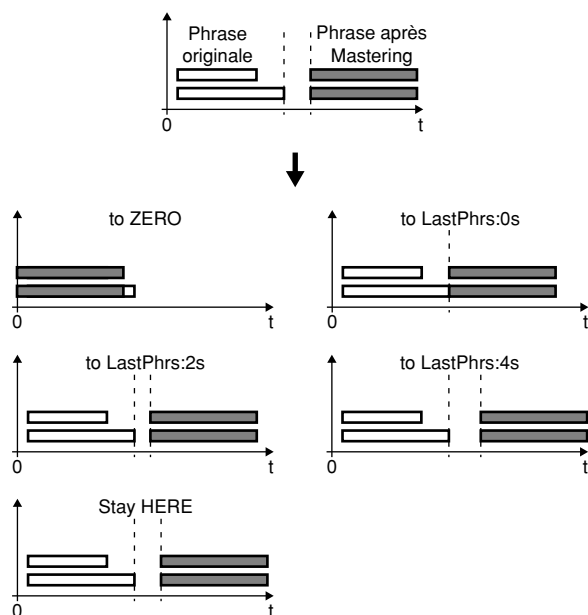 Phrase originale
Phrase après Mastering
0 t
to ZERO
0 t
to LastPhrs:0s
0 t
to LastPhrs:2s
0 t
to LastPhrs:4s
0 t
Stay HERE
0 t